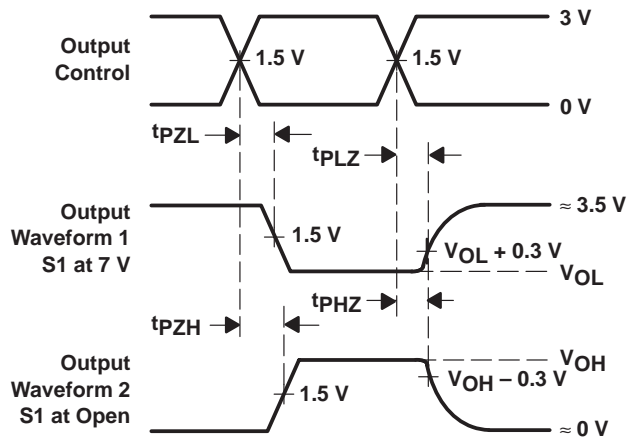 3 V
Output
Control
1.5 V
1.5 V
0 V
tPZL
tPLZ
Output
Waveform 1
S1 at 7 V
≈ 3.5 V
1.5 V
VOL + 0.3 V
VOL
tPHZ
tPZH
Output
Waveform 2
S1 at Open
VOH
1.5 V
VOH – 0.3 V
≈ 0 V